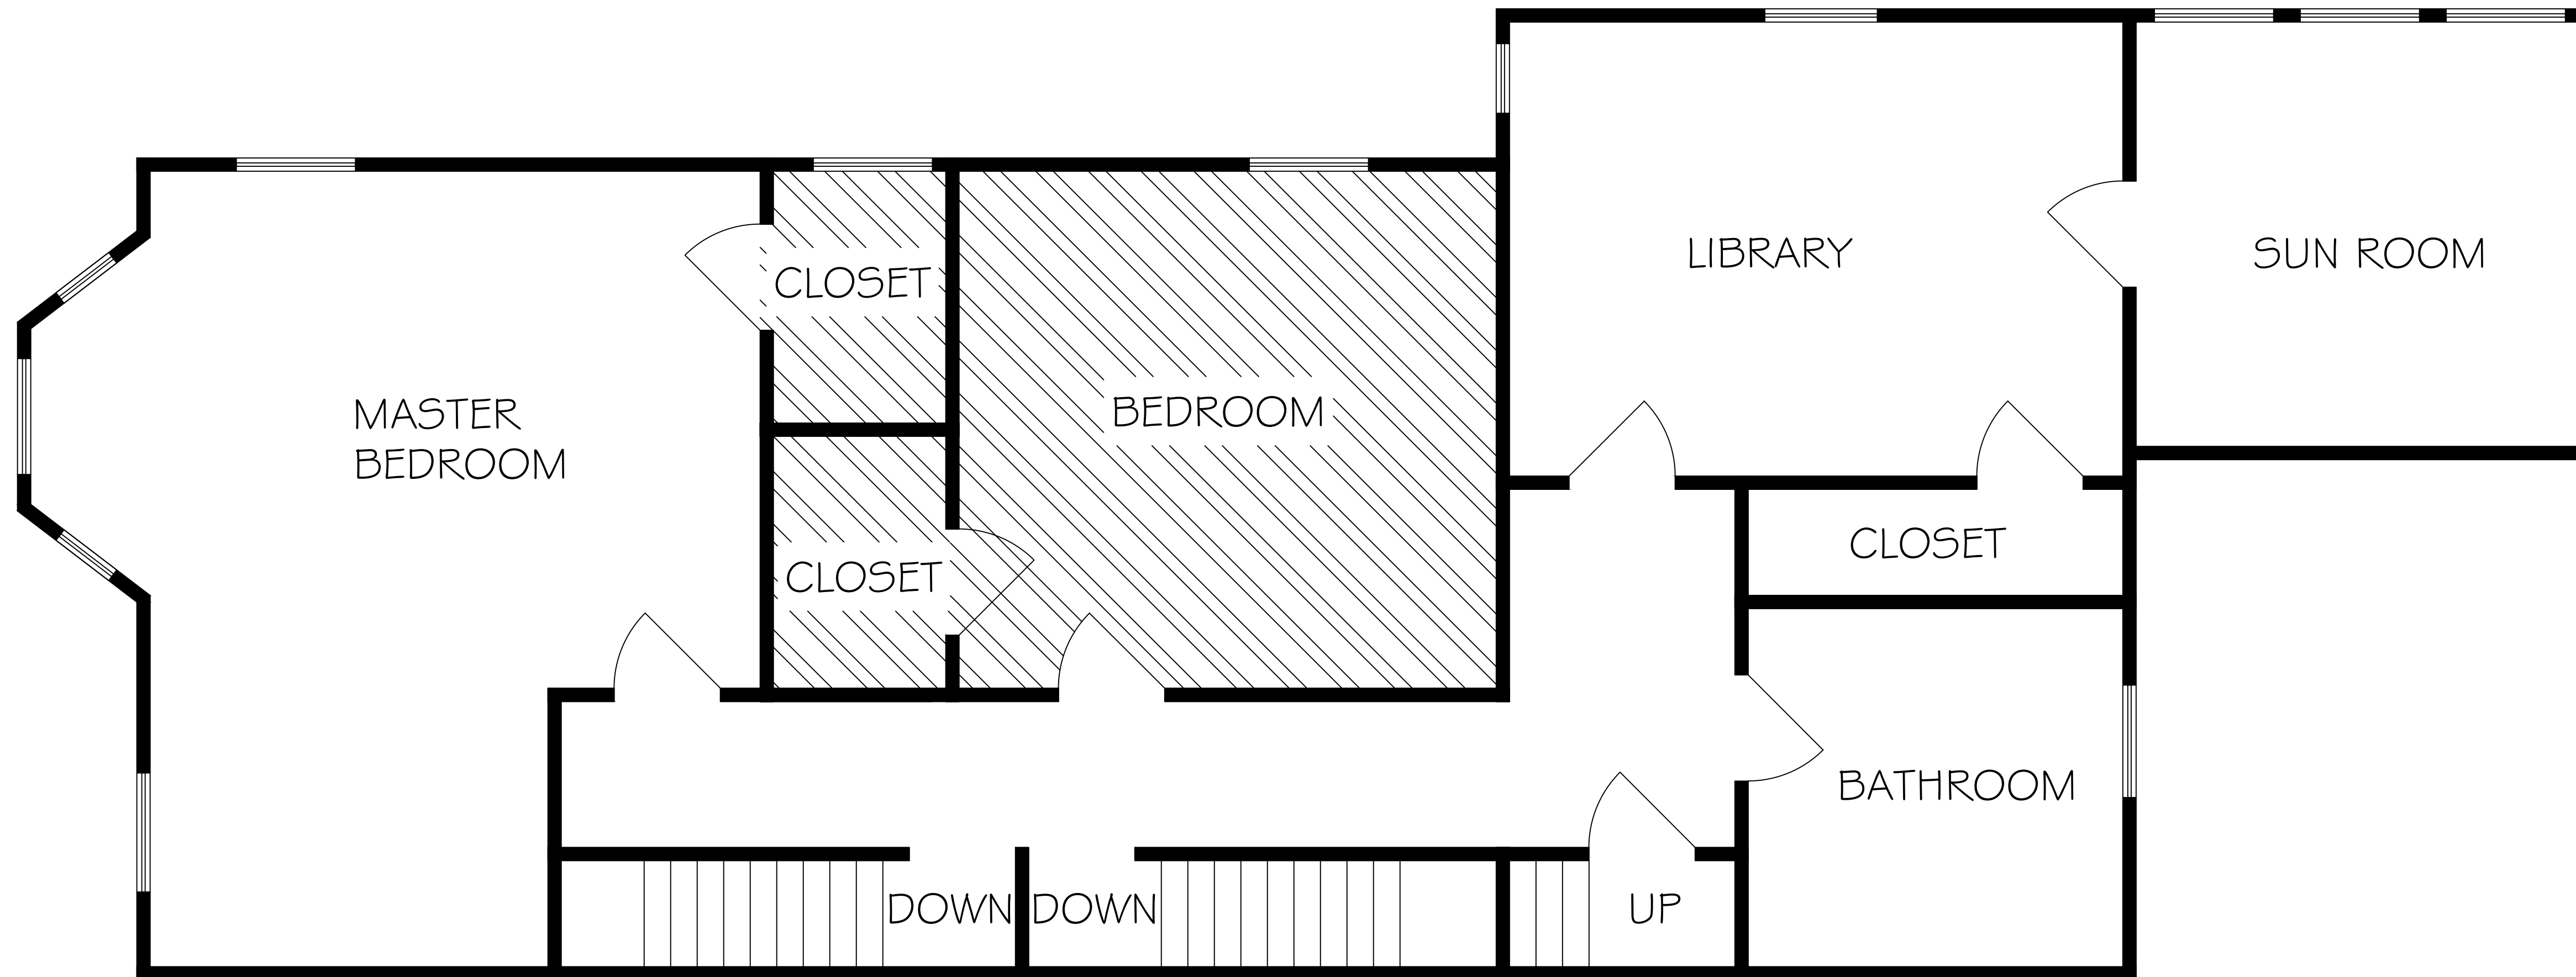 LIBRARY
SUN ROOM
CLOSET
MASTER
BEDROOM
BEDROOM
CLOSET
CLOSET
BATHROOM
DOWN
DOWN
UP